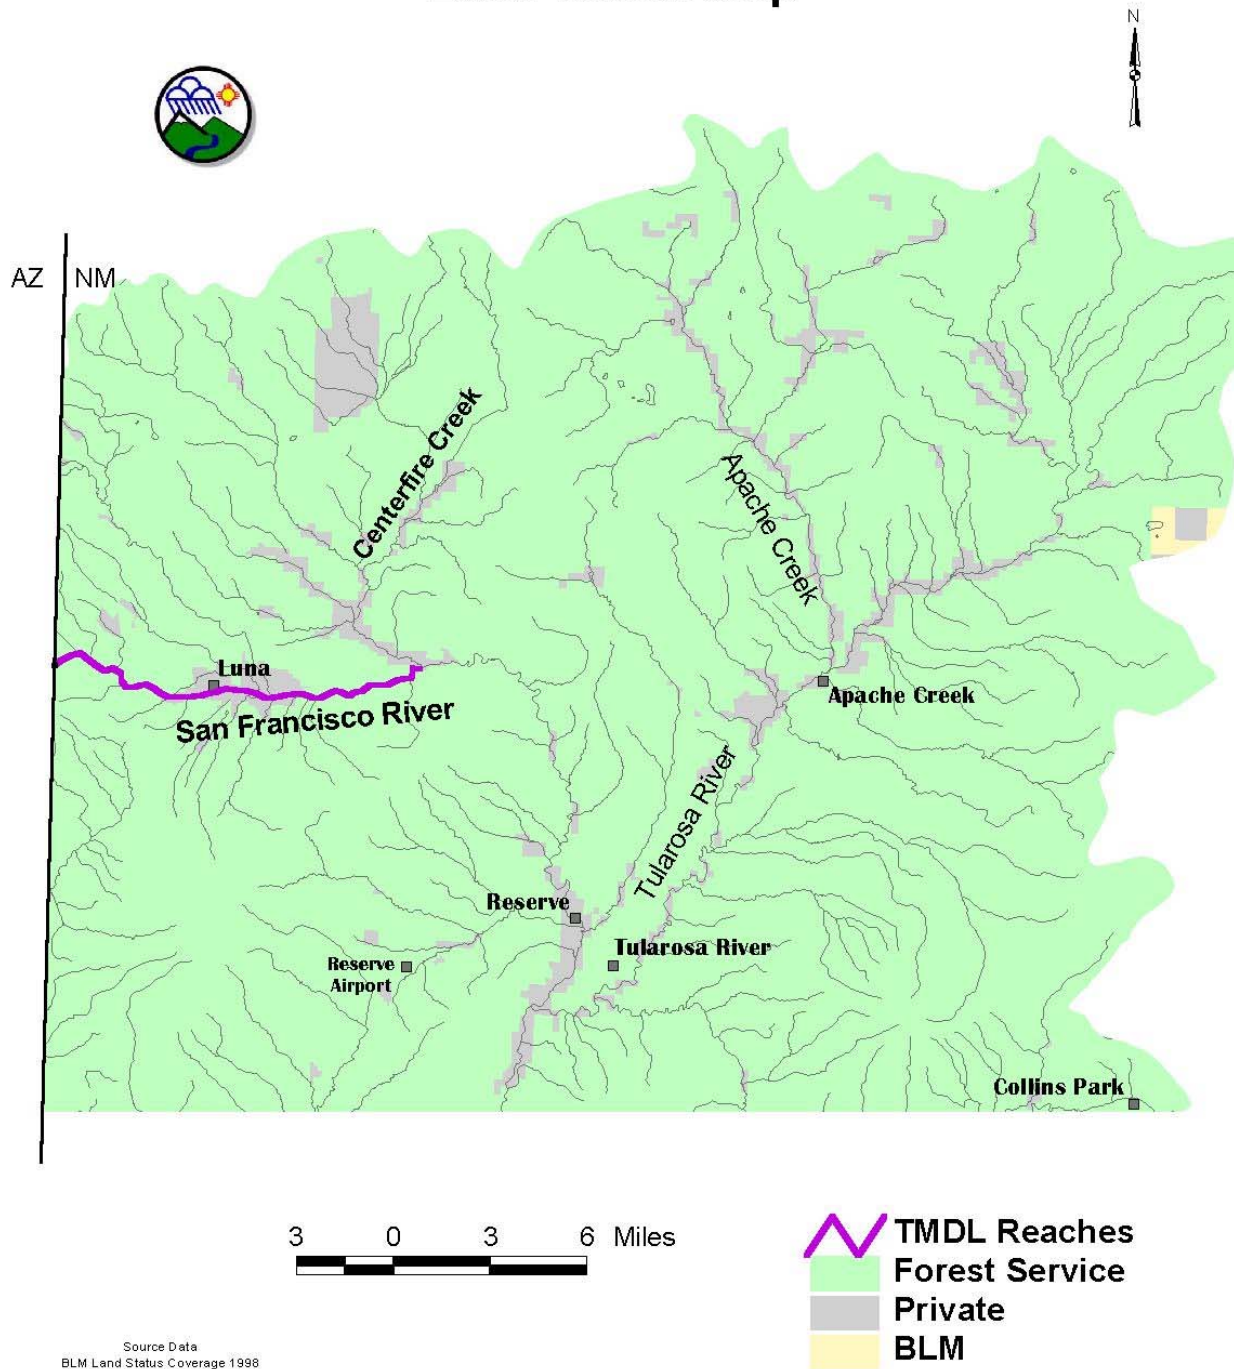 N
AZ NM
Centerfire Creek
Apache Creek
Luna
San Francisco River
Apache Creek
Tularosa River
Reserve
Tularosa River
Reserve
Airport
Collins Park
3 0 3 6 Miles
TMDL Reaches
Forest Service
Private
BLM
Source Data
BLM Land Status Coverage 1998